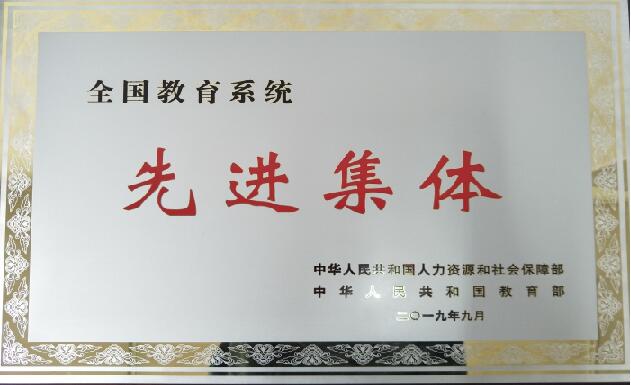 全国教育系统
先进集体
中华人民共和国人力资源和社会保障部
中华人民共和国教育部
二〇一九年九月